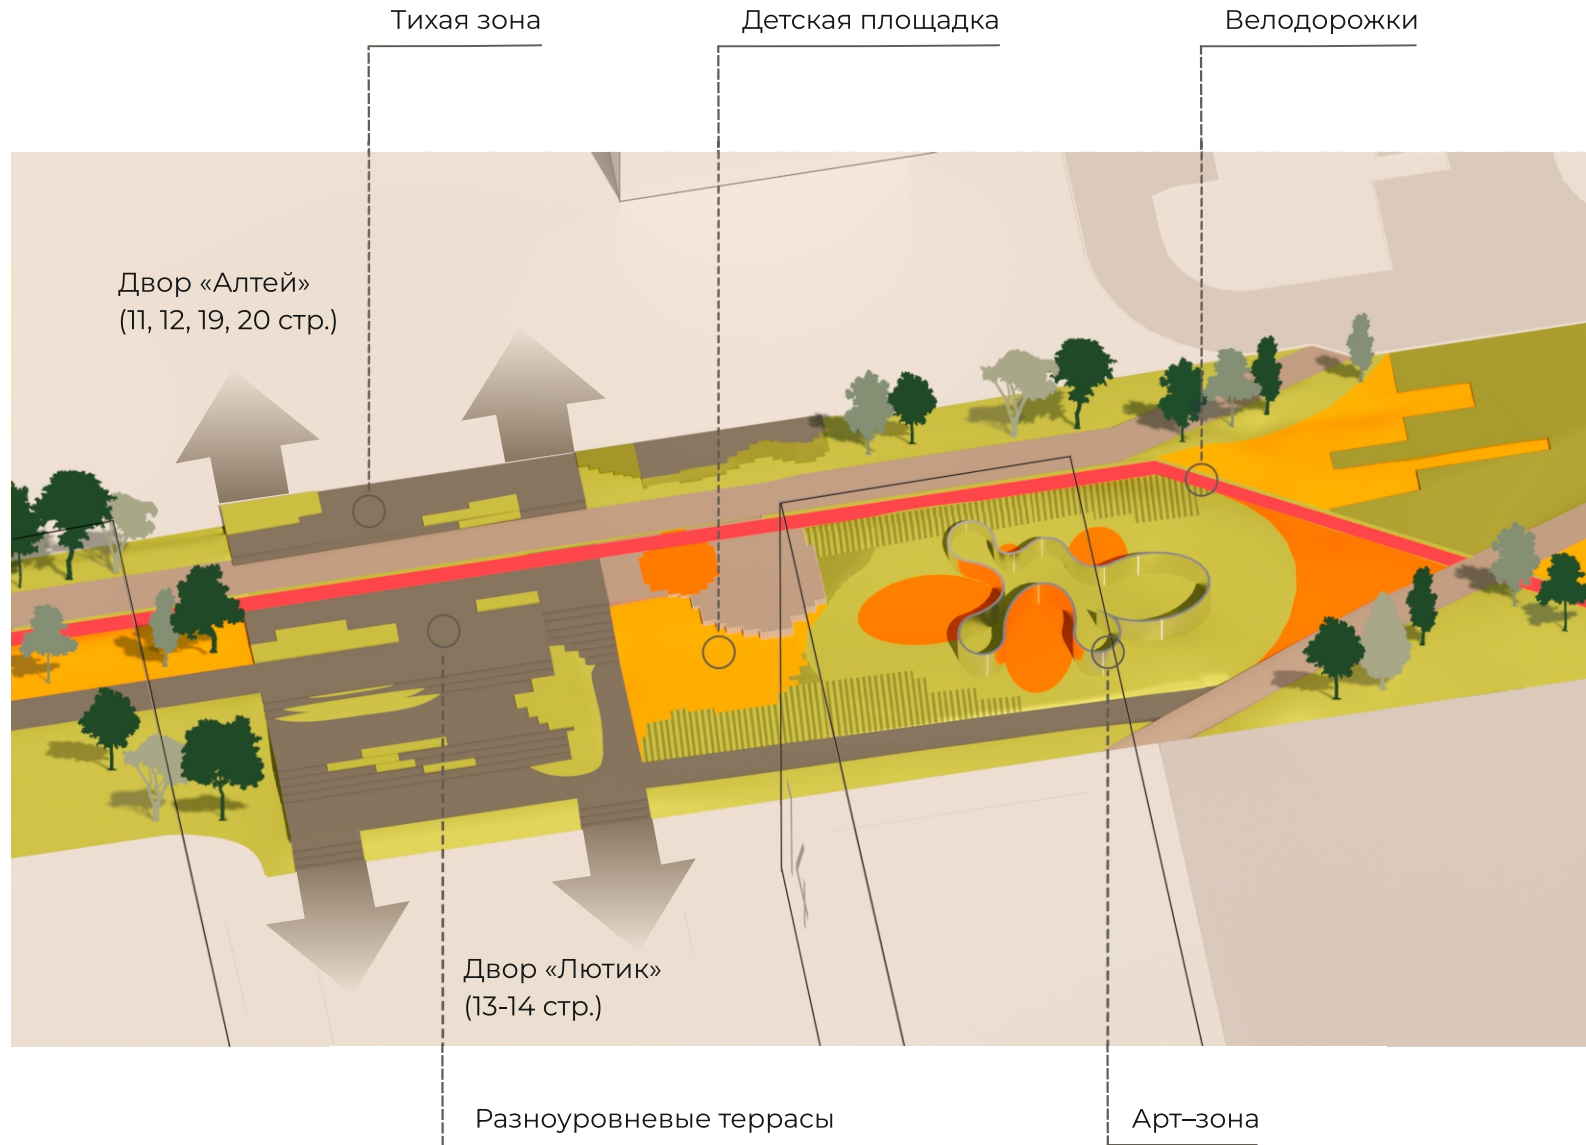 Тихая зона
Детская площадка
Велодорожки
Двор «Алтей»
(11, 12, 19, 20 стр.)
Двор «Лютик»
(13-14 стр.)
Разноуровневые террасы
Арт–зона